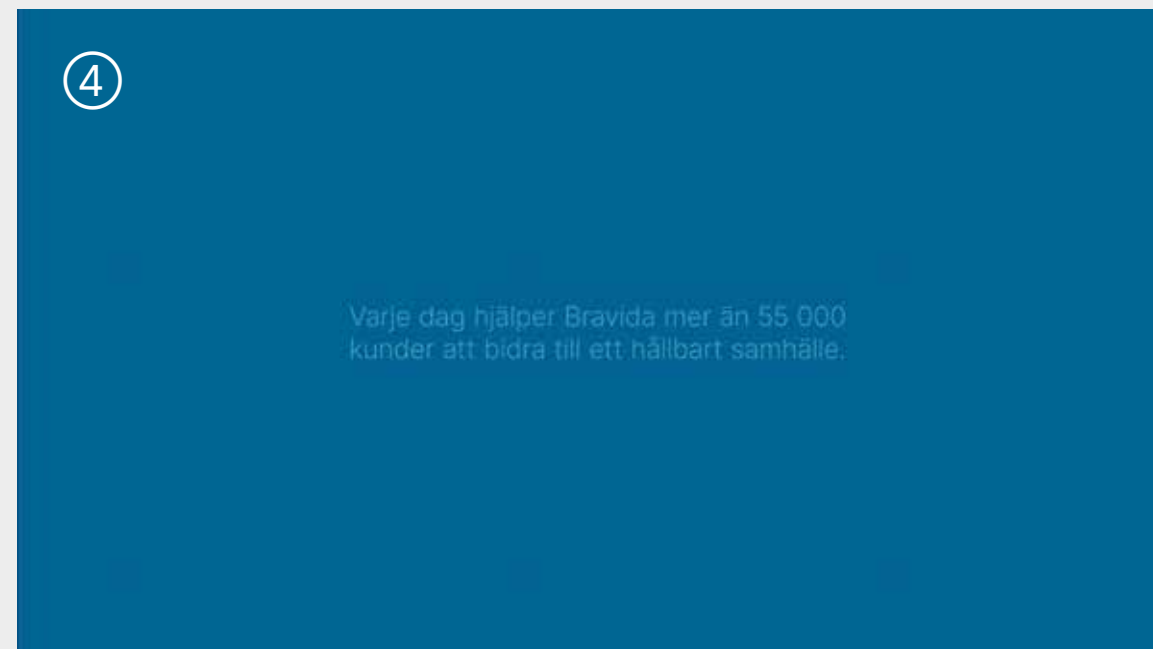 ④
Varje dag hjälper Bravida mer än 55 000
kunder att bidra till ett hållbart samhälle.